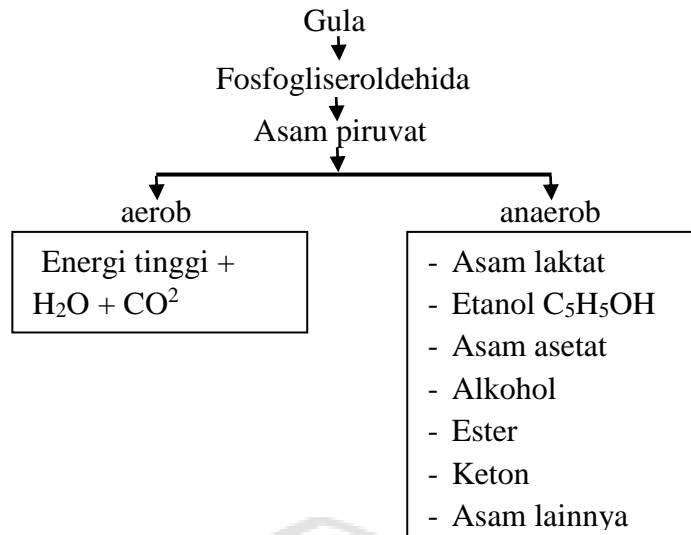 Gula
Fosfogliseroldehida
Asam piruvat
aerob
anaerob
Energi tinggi +
H₂O + CO²
- Asam laktat
- Etanol C₅H₅OH
- Asam asetat
- Alkohol
- Ester
- Keton
- Asam lainnya